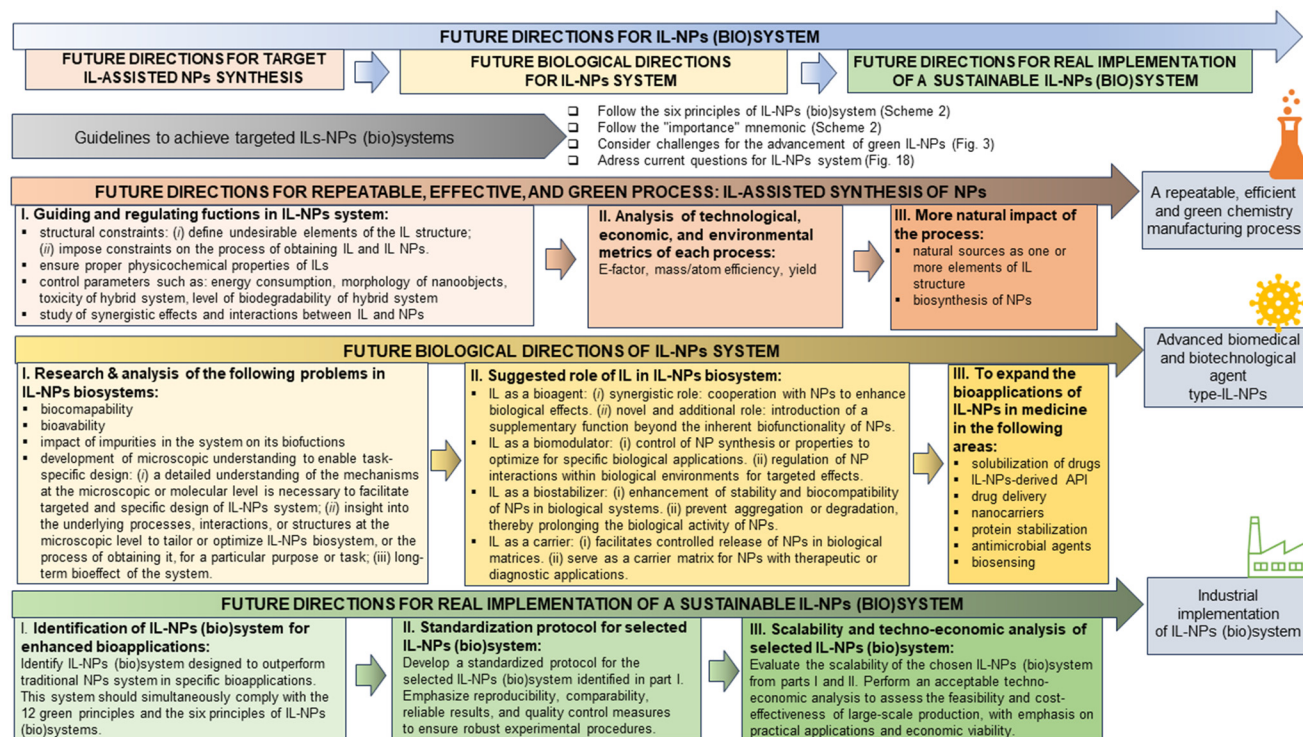 FUTURE DIRECTIONS FOR IL-NPs (BIO)SYSTEM
FUTURE DIRECTIONS FOR TARGET
IL-ASSISTED NPs SYNTHESIS
FUTURE BIOLOGICAL DIRECTIONS
FOR IL-NPs SYSTEM
FUTURE DIRECTIONS FOR REAL IMPLEMENTATION
OF A SUSTAINABLE IL-NPs (BIO)SYSTEM
Guidelines to achieve targeted ILs-NPs (bio)systems
❑ Follow the six principles of IL-NPs (bio)system (Scheme 2)
❑ Follow the "importance" mnemonic (Scheme 2)
❑ Consider challenges for the advancement of green IL-NPs (Fig. 3)
❑ Adress current questions for IL-NPs system (Fig. 18)
FUTURE DIRECTIONS FOR REPEATABLE, EFFECTIVE, AND GREEN PROCESS: IL-ASSISTED SYNTHESIS OF NPs
I. Guiding and regulating fuctions in IL-NPs system:
▪ structural constraints: (i) define undesirable elements of the IL structure;
(ii) impose constraints on the process of obtaining IL and IL NPs.
▪ ensure proper physicochemical properties of ILs
▪ control parameters such as: energy consumption, morphology of nanoobjects,
toxicity of hybrid system, level of biodegradability of hybrid system
▪ study of synergistic effects and interactions between IL and NPs
II. Analysis of technological,
economic, and environmental
metrics of each process:
E-factor, mass/atom efficiency, yield
III. More natural impact of
the process:
▪ natural sources as one or
more elements of IL
structure
▪ biosynthesis of NPs
A repeatable, efficient
and green chemistry
manufacturing process
FUTURE BIOLOGICAL DIRECTIONS OF IL-NPs SYSTEM
I. Research & analysis of the following problems in
IL-NPs biosystems:
▪ biocomapability
▪ bioavability
▪ impact of impurities in the system on its biofuctions
▪ development of microscopic understanding to enable task-
specific design: (i) a detailed understanding of the mechanisms
at the microscopic or molecular level is necessary to facilitate
targeted and specific design of IL-NPs system; (ii) insight into
the underlying processes, interactions, or structures at the
microscopic level to tailor or optimize IL-NPs biosystem, or the
process of obtaining it, for a particular purpose or task; (iii) long-
term bioeffect of the system.
II. Suggested role of IL in IL-NPs biosystem:
▪ IL as a bioagent: (i) synergistic role: cooperation with NPs to enhance
biological effects. (ii) novel and additional role: introduction of a
supplementary function beyond the inherent biofunctionality of NPs.
▪ IL as a biomodulator: (i) control of NP synthesis or properties to
optimize for specific biological applications. (ii) regulation of NP
interactions within biological environments for targeted effects.
▪ IL as a biostabilizer: (i) enhancement of stability and biocompatibility
of NPs in biological systems. (ii) prevent aggregation or degradation,
thereby prolonging the biological activity of NPs.
▪ IL as a carrier: (i) facilitates controlled release of NPs in biological
matrices. (ii) serve as a carrier matrix for NPs with therapeutic or
diagnostic applications.
III. To expand the
bioapplications of
IL-NPs in medicine
in the following
areas:
▪ solubilization of drugs
▪ IL-NPs-derived API
▪ drug delivery
▪ nanocarriers
▪ protein stabilization
▪ antimicrobial agents
▪ biosensing
Advanced biomedical
and biotechnological
agent
type-IL-NPs
FUTURE DIRECTIONS FOR REAL IMPLEMENTATION OF A SUSTAINABLE IL-NPs (BIO)SYSTEM
I. Identification of IL-NPs (bio)system for
enhanced bioapplications:
Identify IL-NPs (bio)system designed to outperform
traditional NPs system in specific bioapplications.
This system should simultaneously comply with the
12 green principles and the six principles of IL-NPs
(bio)systems.
II. Standardization protocol for selected
IL-NPs (bio)system:
Develop a standardized protocol for the
selected IL-NPs (bio)system identified in part I.
Emphasize reproducibility, comparability,
reliable results, and quality control measures
to ensure robust experimental procedures.
III. Scalability and techno-economic analysis of
selected IL-NPs (bio)system:
Evaluate the scalability of the chosen IL-NPs (bio)system
from parts I and II. Perform an acceptable techno-
economic analysis to assess the feasibility and cost-
effectiveness of large-scale production, with emphasis on
practical applications and economic viability.
Industrial
implementation
of IL-NPs (bio)system